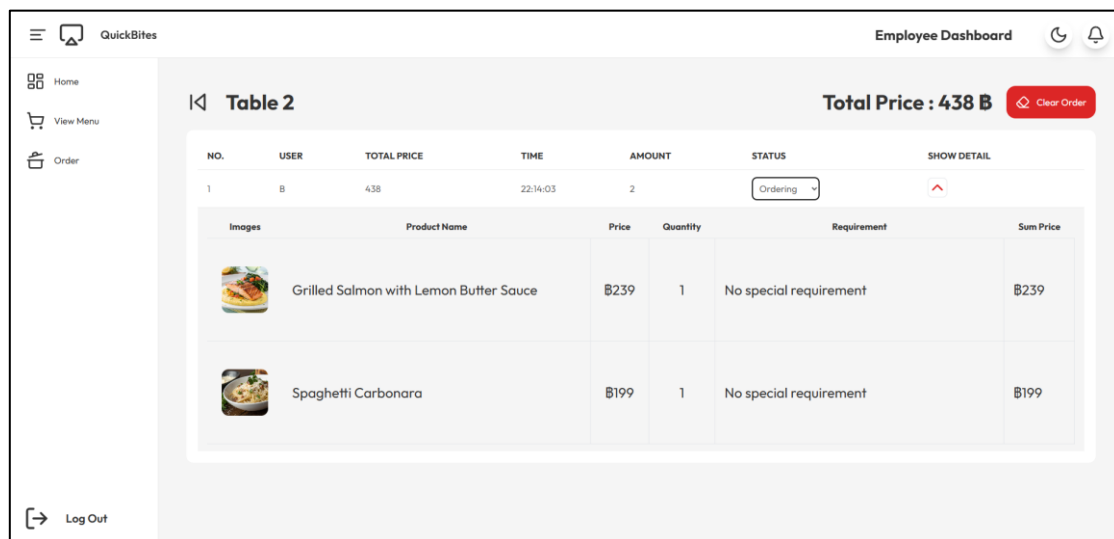 QuickBites
Employee Dashboard
Home
View Menu
Order
Table 2
Total Price : 438 ฿
Clear Order
NO. USER TOTAL PRICE TIME AMOUNT STATUS SHOW DETAIL
1 B 438 22:14:03 2 Ordering
Images Product Name Price Quantity Requirement Sum Price
Grilled Salmon with Lemon Butter Sauce ฿239 1 No special requirement ฿239
Spaghetti Carbonara ฿199 1 No special requirement ฿199
Log Out